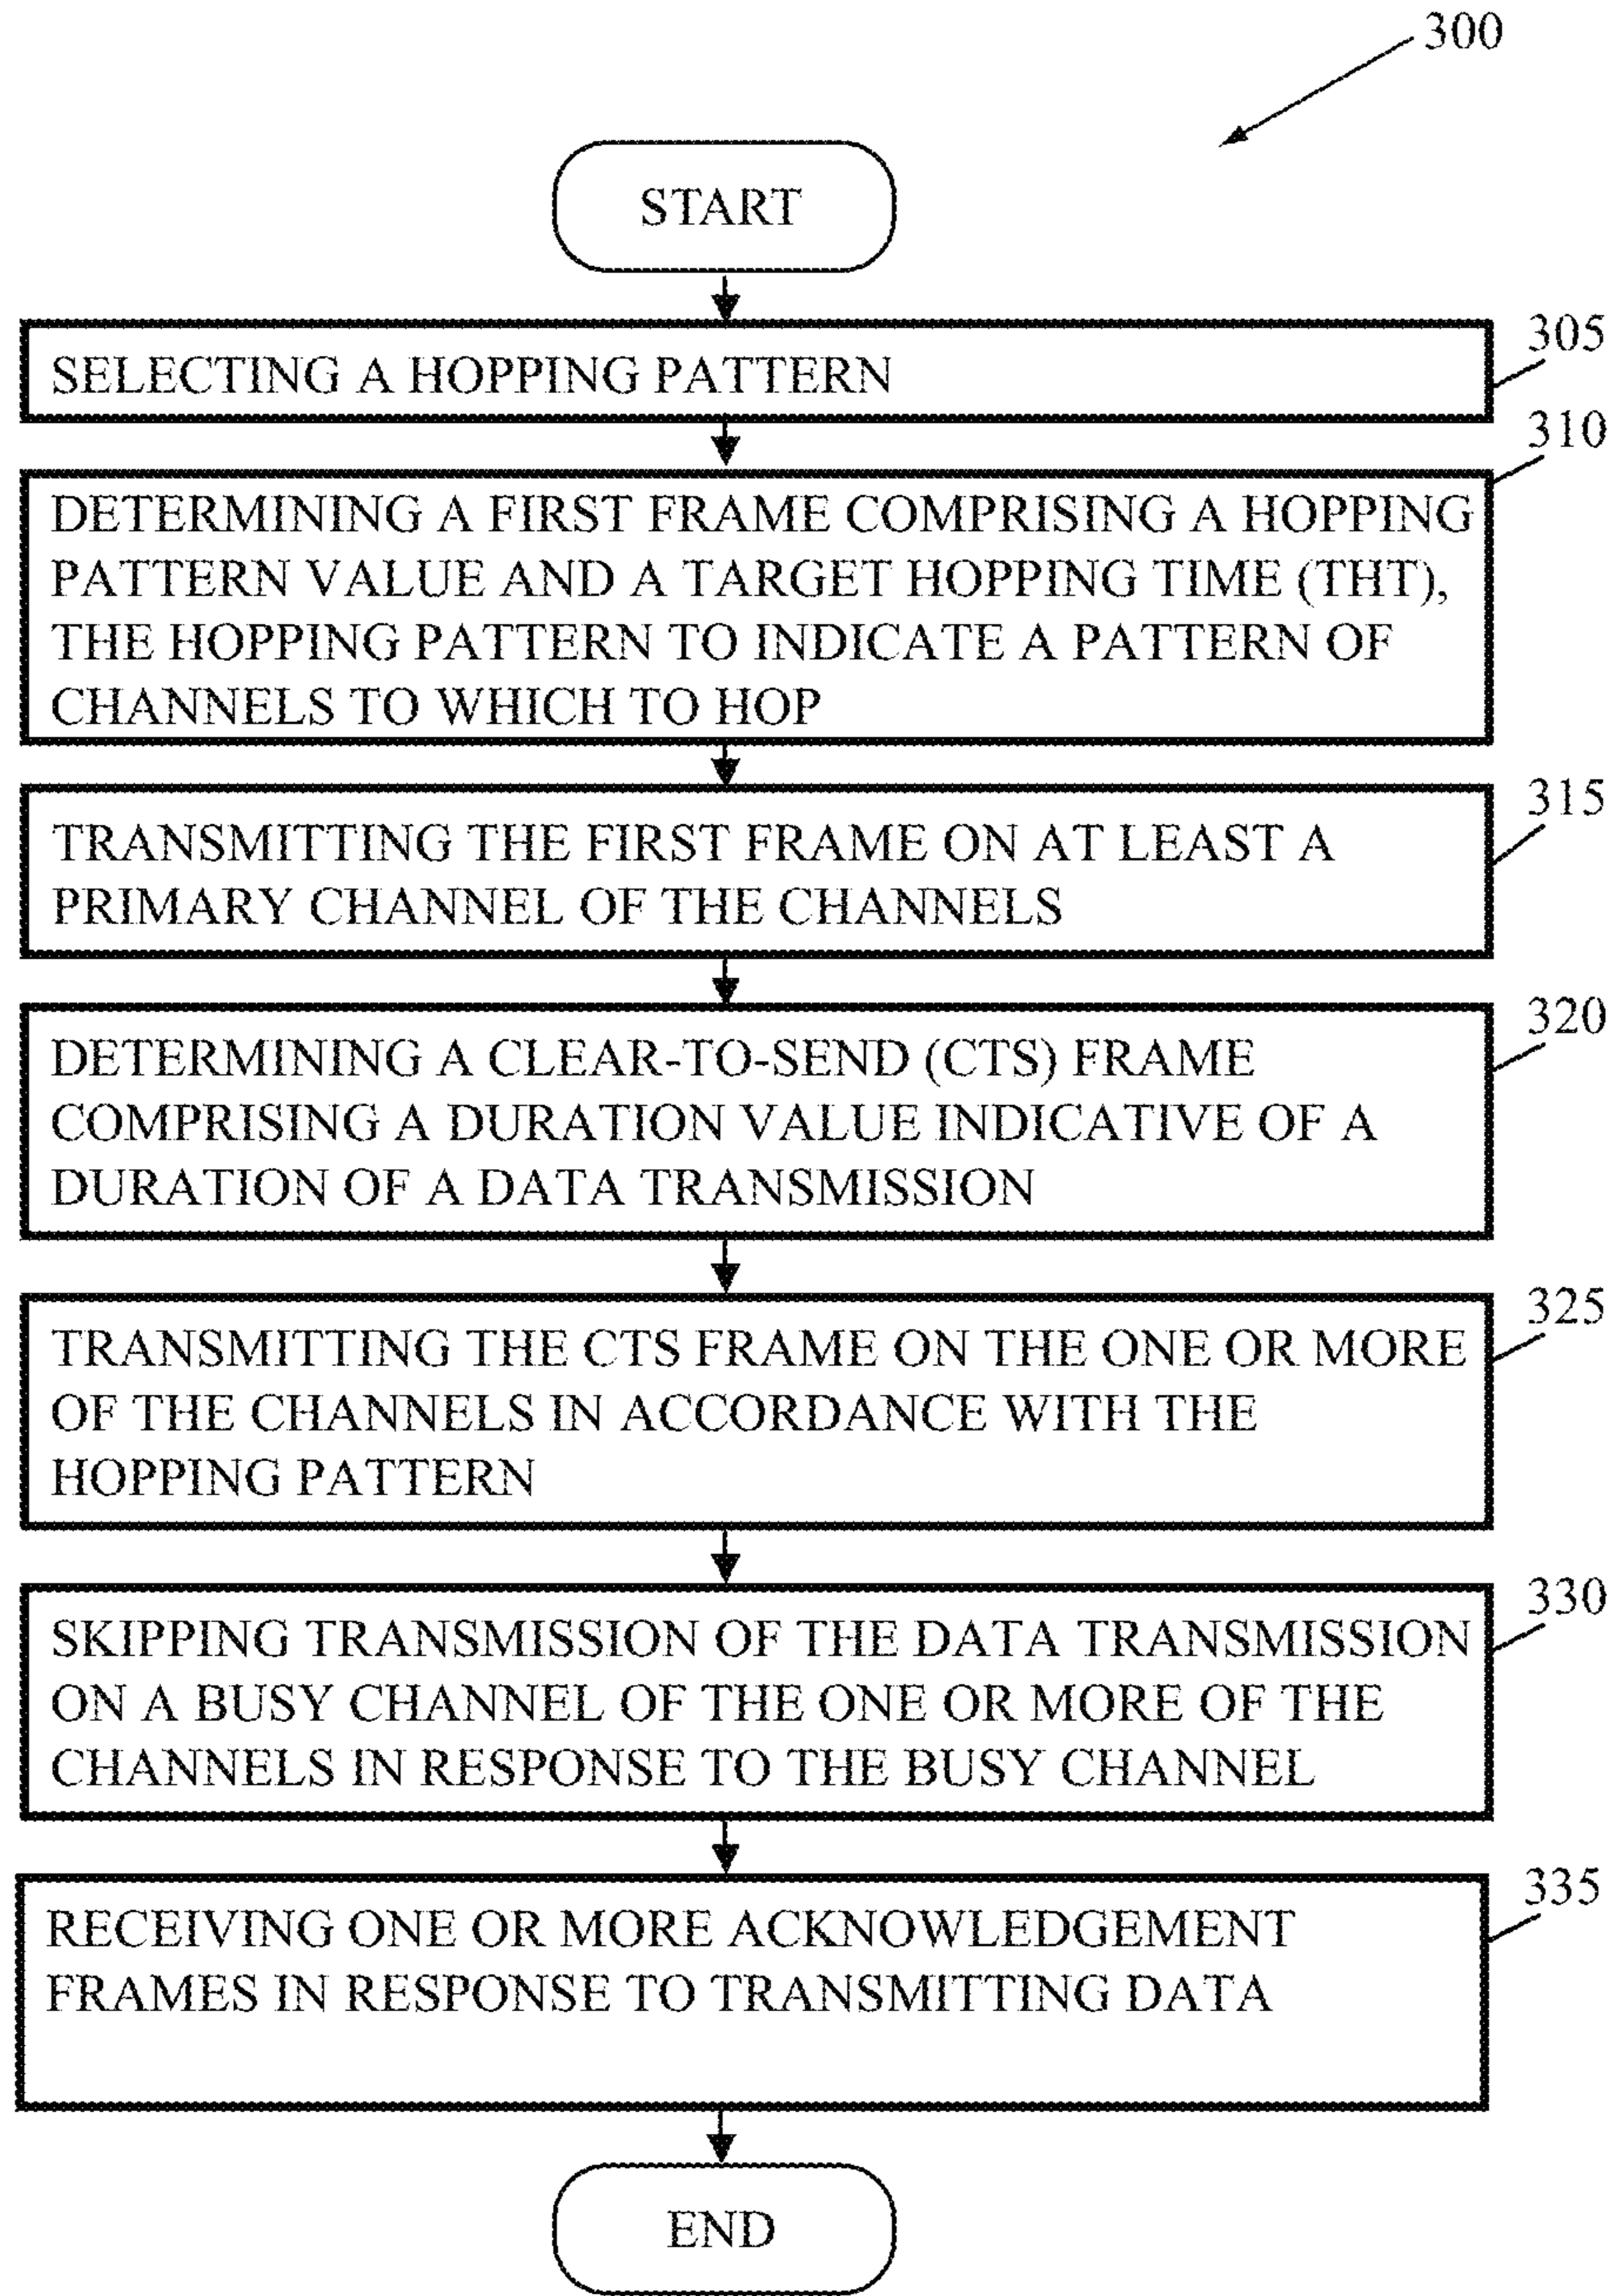 300
START
305
SELECTING A HOPPING PATTERN
310
DETERMINING A FIRST FRAME COMPRISING A HOPPING
PATTERN VALUE AND A TARGET HOPPING TIME (THT),
THE HOPPING PATTERN TO INDICATE A PATTERN OF
CHANNELS TO WHICH TO HOP
315
TRANSMITTING THE FIRST FRAME ON AT LEAST A
PRIMARY CHANNEL OF THE CHANNELS
320
DETERMINING A CLEAR-TO-SEND (CTS) FRAME
COMPRISING A DURATION VALUE INDICATIVE OF A
DURATION OF A DATA TRANSMISSION
325
TRANSMITTING THE CTS FRAME ON THE ONE OR MORE
OF THE CHANNELS IN ACCORDANCE WITH THE
HOPPING PATTERN
330
SKIPPING TRANSMISSION OF THE DATA TRANSMISSION
ON A BUSY CHANNEL OF THE ONE OR MORE OF THE
CHANNELS IN RESPONSE TO THE BUSY CHANNEL
335
RECEIVING ONE OR MORE ACKNOWLEDGEMENT
FRAMES IN RESPONSE TO TRANSMITTING DATA
END